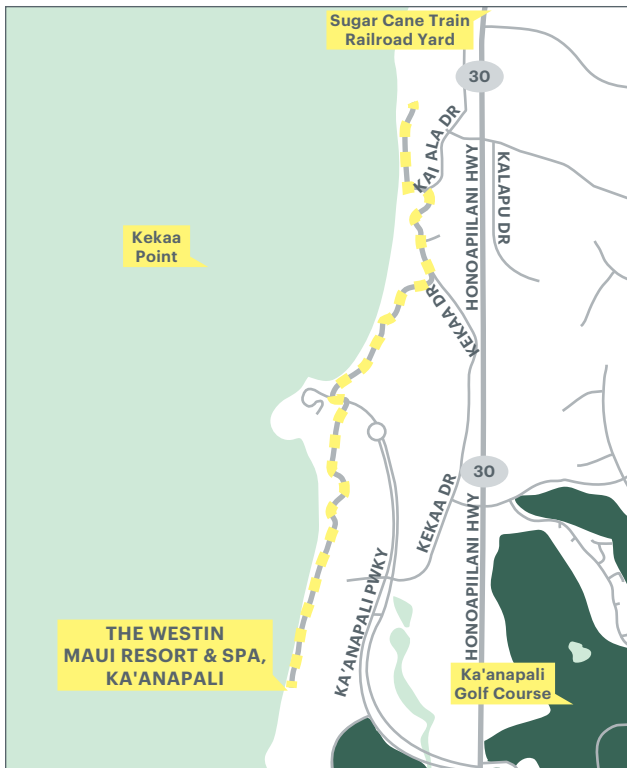 Sugar Cane Train
Railroad Yard
30
KAI ALA DR
HONOAPIILANI HWY
KALAPU DR
Kekaa
Point
KEKAA DR
30
KEKAA DR
HONOAPIILANI HWY
KA'ANAPALI PWKY
THE WESTIN
MAUI RESORT & SPA,
KA'ANAPALI
Ka'anapali
Golf Course